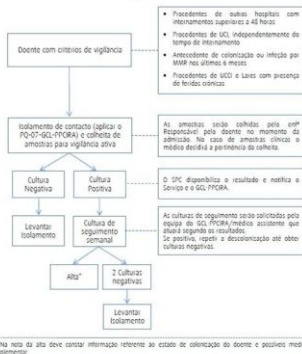 • Procedentes de outros hospitais com
internamentos superiores a 48 horas
• Procedentes de UCI, independentemente do
tempo de internamento
• Antecedente de colonização ou infeção por
MMR nos últimos 6 meses
• Procedentes de UCCI e Lares com presença
de feridas crónicas
Doente com critérios de vigilância
Isolamento de contacto (aplicar o
PQ-07-GCL-PPCIRA) e colheita de
amostras para vigilância ativa
As amostras serão colhidas pela enfª
Responsável pelo doente no momento da
admissão. No caso de amostras clínicas o
médico decidirá a pertinência da colheita.
Cultura
Negativa
Cultura
Positiva
O SPC disponibiliza o resultado e notifica o
Serviço e o GCL PPCIRA.
Levantar
Isolamento
Cultura de
seguimento
semanal
As culturas de seguimento serão solicitadas pela
equipa do GCL PPCIRA/médico assistente que
atuará segundo os resultados.
Se positivo, repetir a descolonização até obter
culturas negativas.
Alta*
2 Culturas
negativas
Levantar
Isolamento
Na nota da alta deve constar informação referente ao estado de colonização do doente e possíveis med